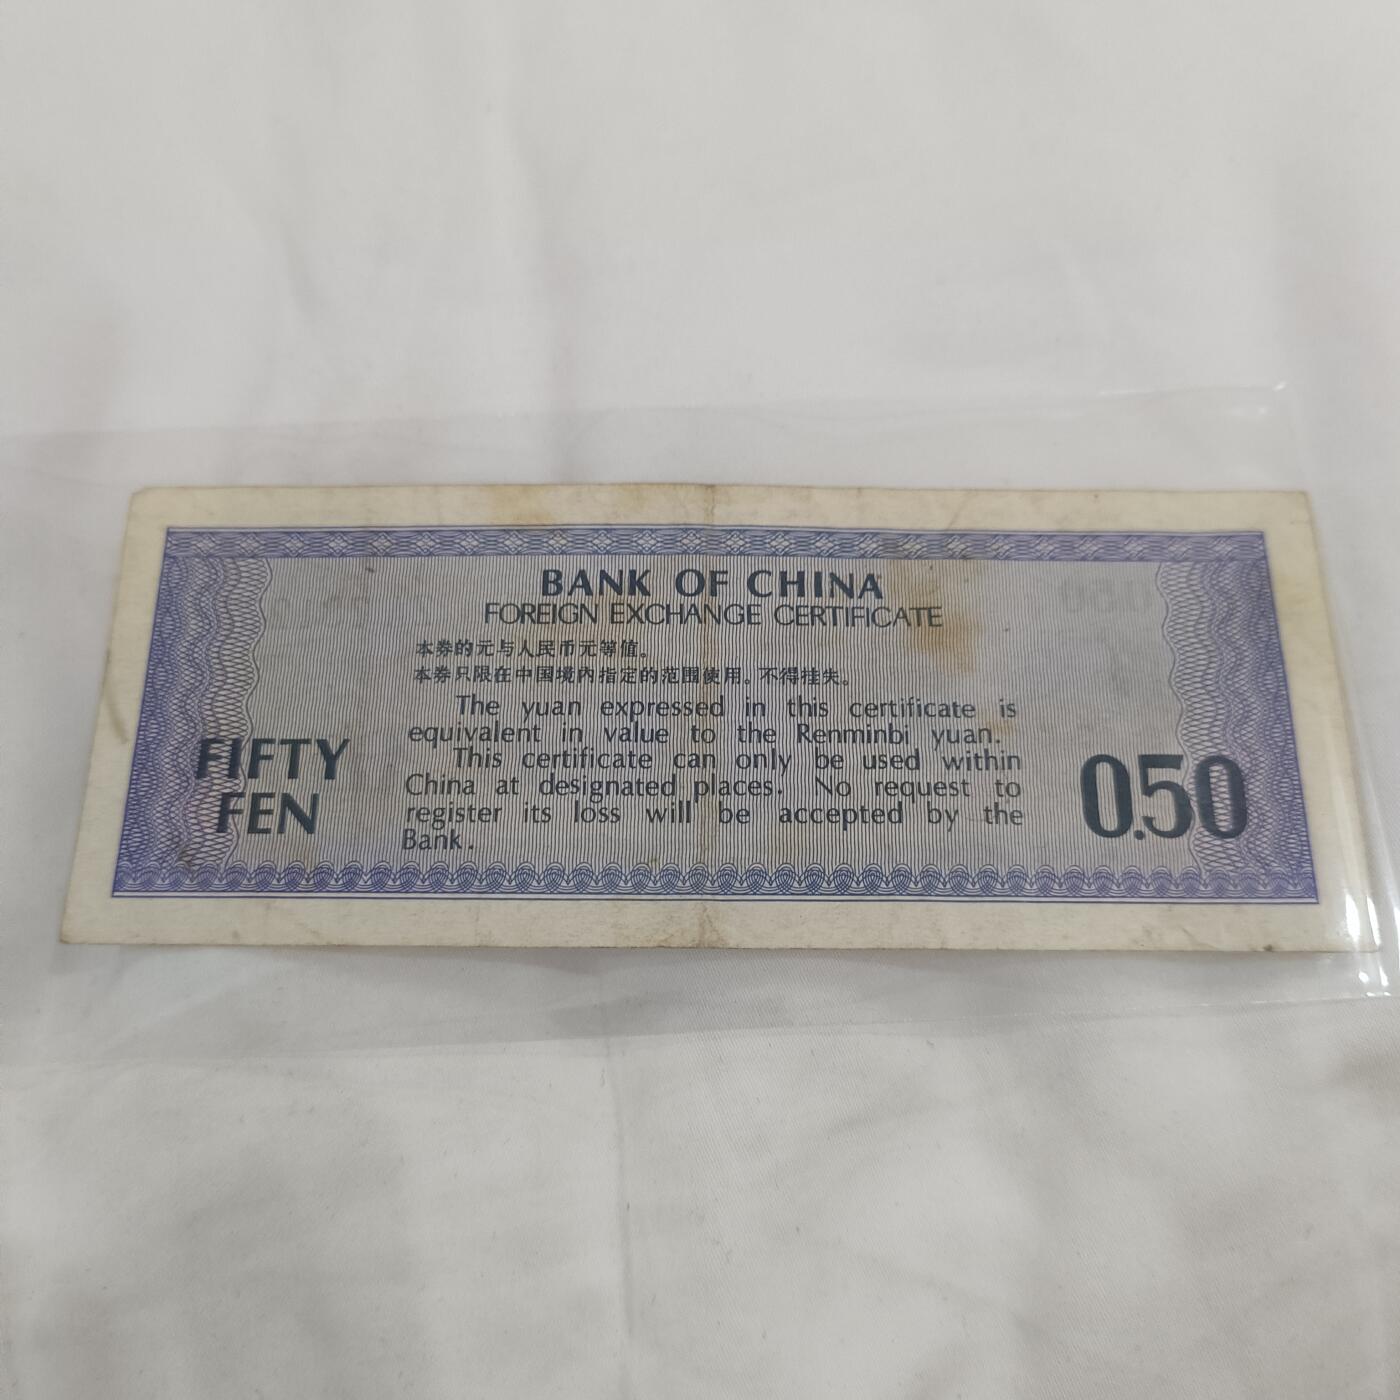 BANK OF CHINA
FOREIGN EXCHANGE CERTIFICATE
本券的元与人民币元等值。
本券只限在中国境内指定的范围使用。不得挂失。
The yuan expressed in this certificate is
equivalent in value to the Renminbi yuan.
This certificate can only be used within
China at designated places. No request to
register its loss will be accepted by the
Bank.
FIFTY
FEN
0.50